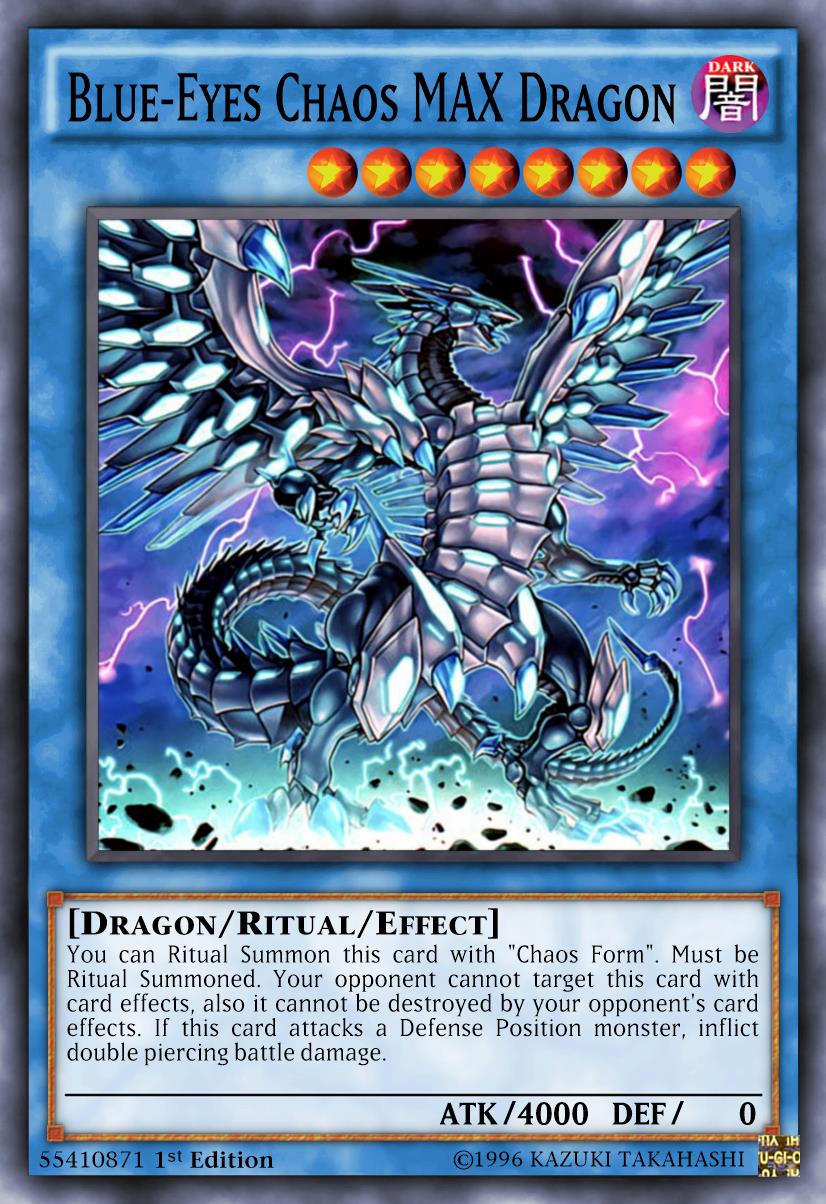 Blue-Eyes Chaos MAX Dragon
DARK
闇
[Dragon/Ritual/Effect]
You can Ritual Summon this card with "Chaos Form". Must be
Ritual Summoned. Your opponent cannot target this card with
card effects, also it cannot be destroyed by your opponent's card
effects. If this card attacks a Defense Position monster, inflict
double piercing battle damage.
ATK/4000 DEF/ 0
55410871 1st Edition ©1996 KAZUKI TAKAHASHI